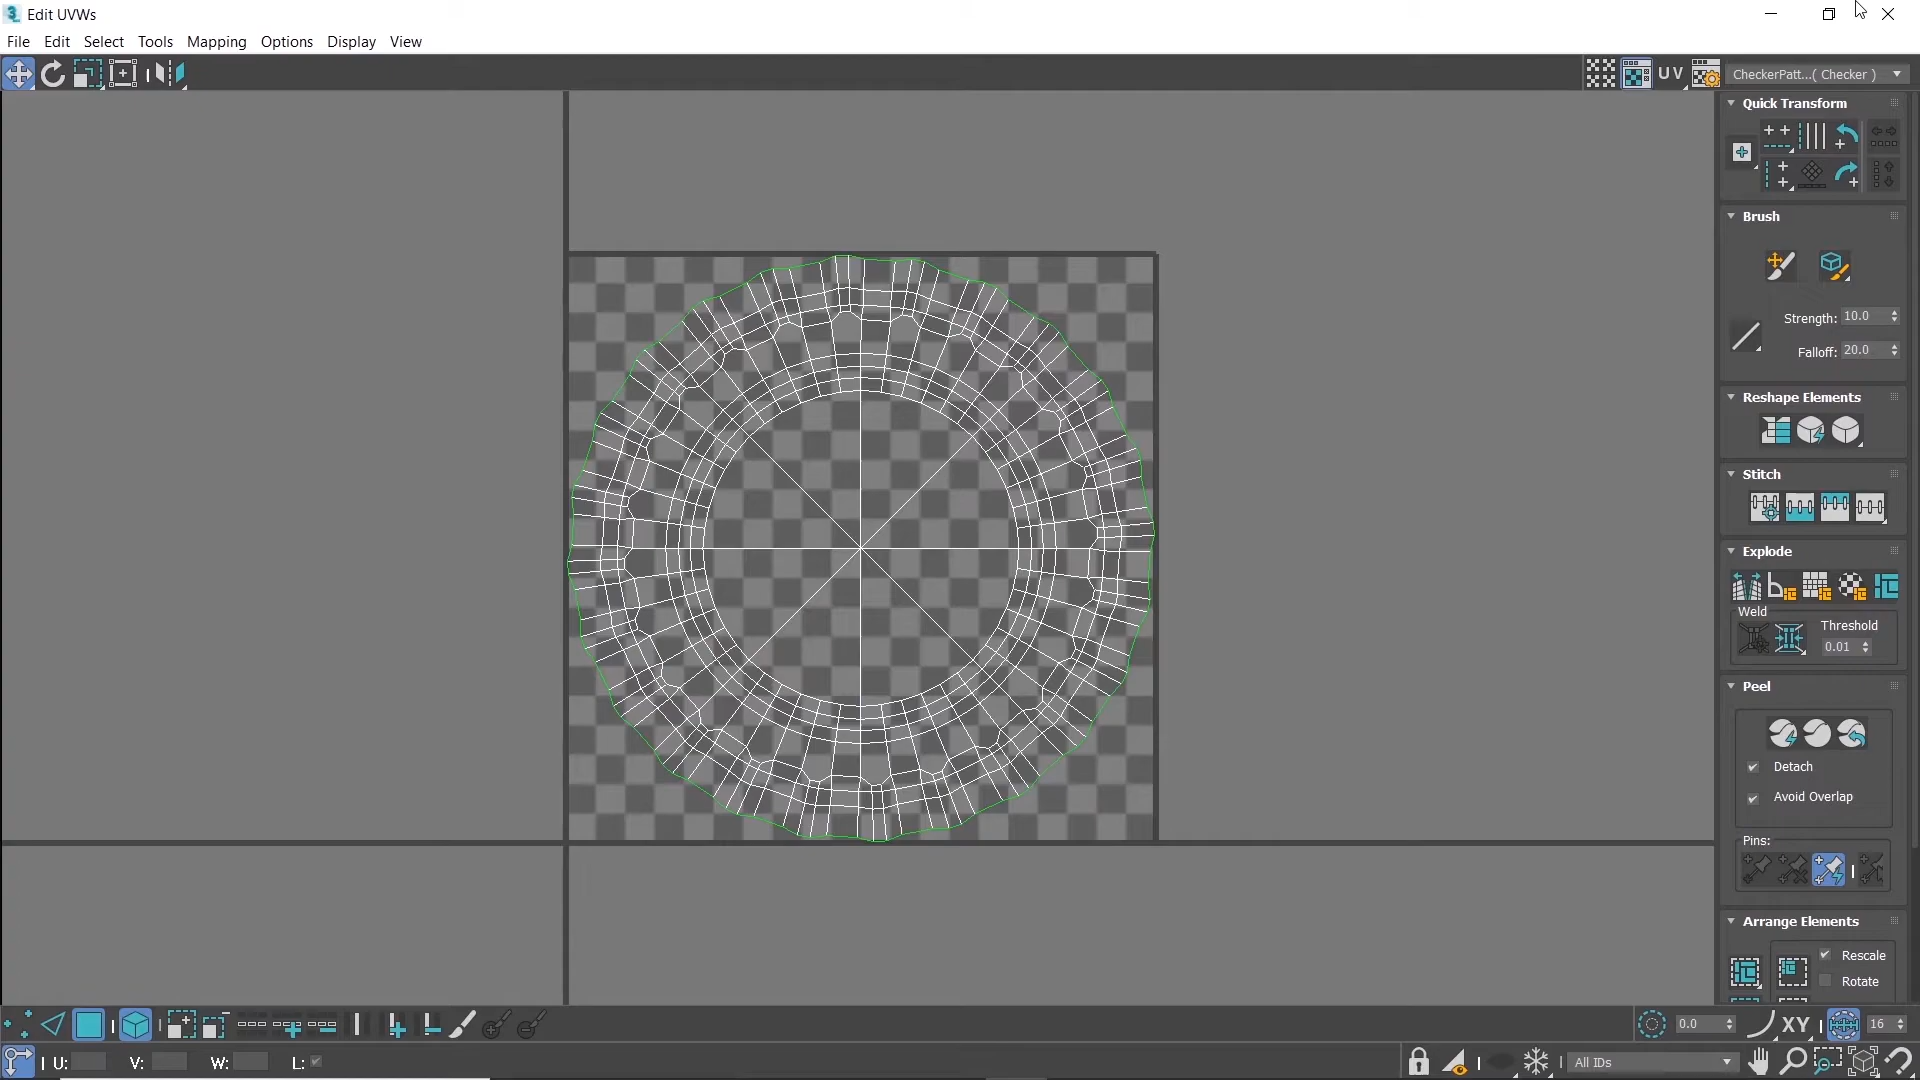 Edit UVWs
File Edit Select Tools Mapping Options Display View
UV CheckerPatt...( Checker )
Quick Transform
Brush
Strength: 10.0
Falloff: 20.0
Reshape Elements
Stitch
Explode
Weld
Threshold
0.01
Peel
Detach
Avoid Overlap
Pins:
Arrange Elements
Rescale
Rotate
0.0 XY 16
U: V: W: L: All IDs